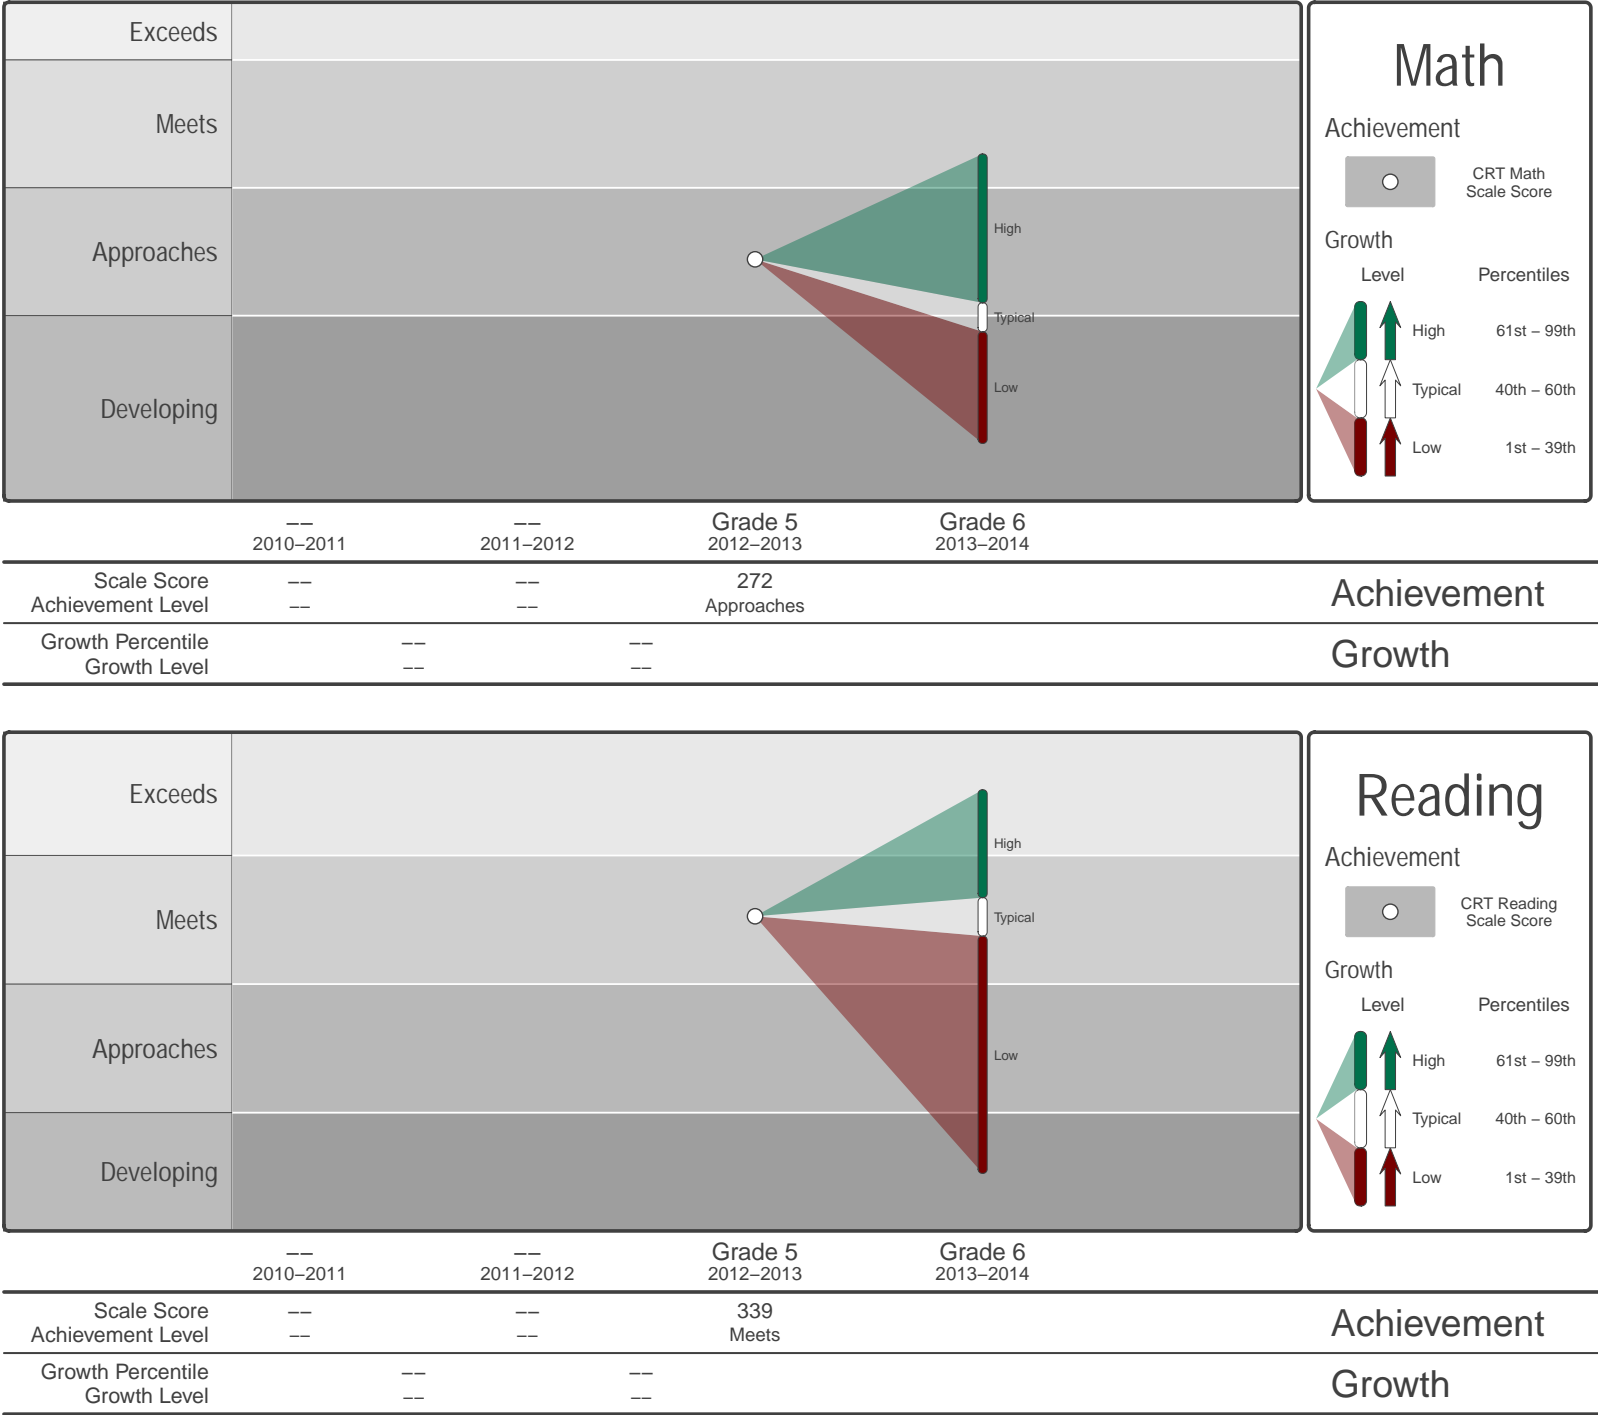 Exceeds
Meets
Approaches
Developing
High
Typical
Low
Math
Achievement
CRT Math
Scale Score
Growth
Level Percentiles
High 61st – 99th
Typical 40th – 60th
Low 1st – 39th
–– –– Grade 5 Grade 6
2010–2011 2011–2012 2012–2013 2013–2014
Scale Score –– –– 272
Achievement Level –– –– Approaches
Achievement
Growth Percentile –– ––
Growth Level –– ––
Growth
Exceeds
Meets
Approaches
Developing
High
Typical
Low
Reading
Achievement
CRT Reading
Scale Score
Growth
Level Percentiles
High 61st – 99th
Typical 40th – 60th
Low 1st – 39th
–– –– Grade 5 Grade 6
2010–2011 2011–2012 2012–2013 2013–2014
Scale Score –– –– 339
Achievement Level –– –– Meets
Achievement
Growth Percentile –– ––
Growth Level –– ––
Growth